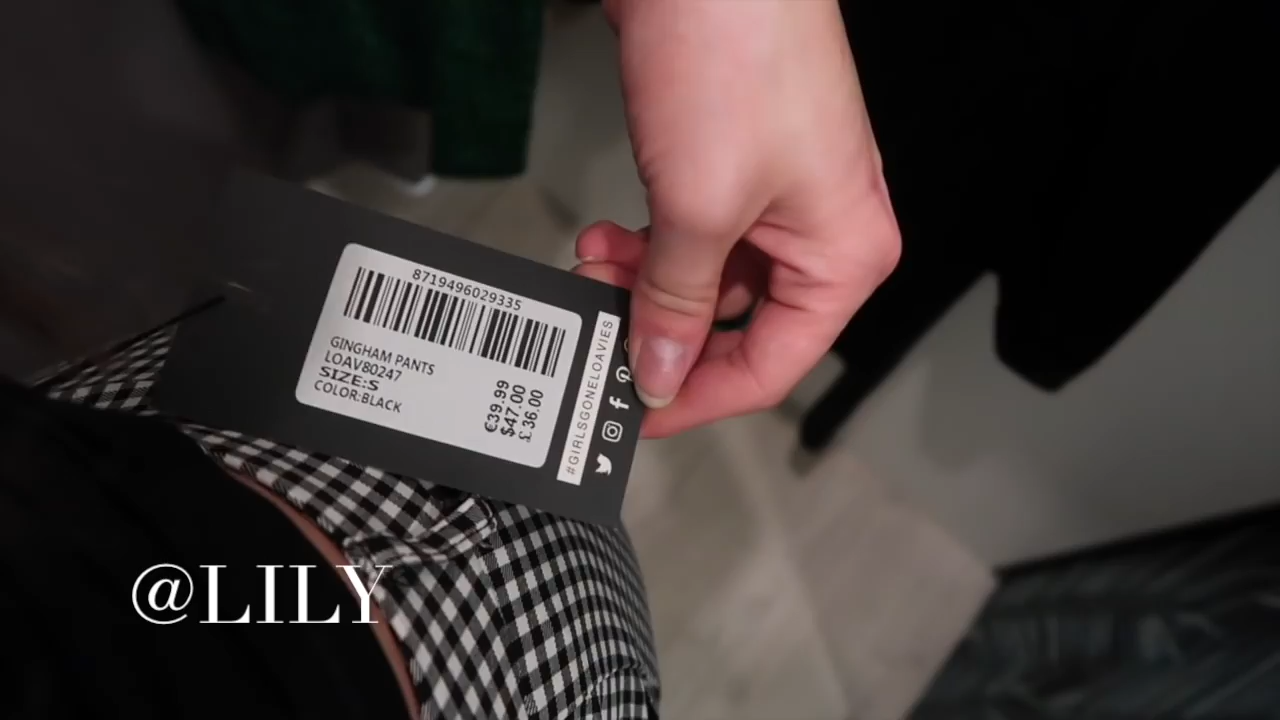 8719496029335
GINGHAM PANTS
LOAV80247
SIZE:S
COLOR:BLACK
€39.99
$47.00
£36.00
#GIRLSGONELOAVIES
@LILY